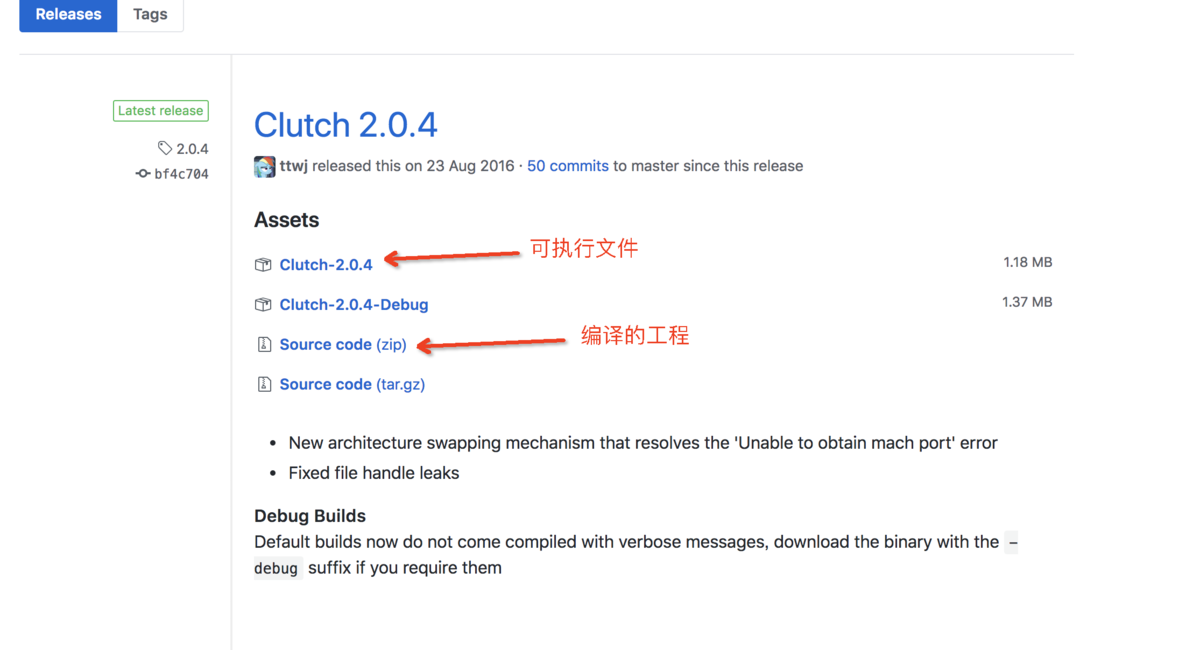 Releases Tags
Latest release
2.0.4
bf4c704
Clutch 2.0.4
ttwj released this on 23 Aug 2016 · 50 commits to master since this release
Assets
Clutch-2.0.4 可执行文件 1.18 MB
Clutch-2.0.4-Debug 1.37 MB
Source code (zip) 编译的工程
Source code (tar.gz)
• New architecture swapping mechanism that resolves the 'Unable to obtain mach port' error
• Fixed file handle leaks
Debug Builds
Default builds now do not come compiled with verbose messages, download the binary with the –
debug suffix if you require them